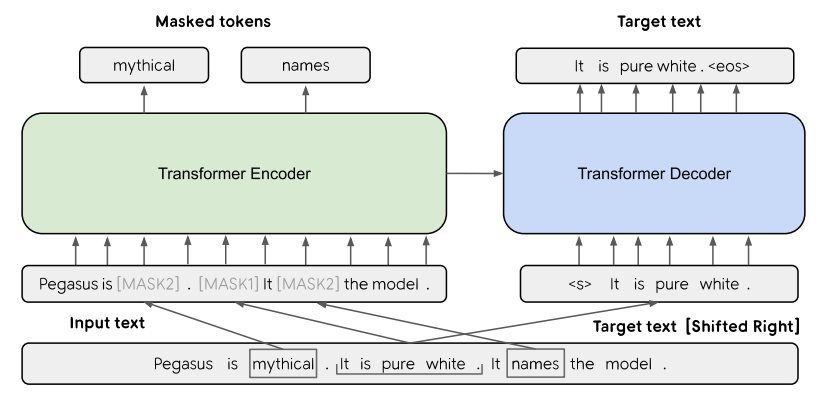 Masked tokens
Target text
mythical
names
It is pure white . <eos>
Transformer Encoder
Transformer Decoder
Pegasus is [MASK2] . [MASK1] It [MASK2] the model .
<s> It is pure white .
Input text
Target text [Shifted Right]
Pegasus is mythical . It is pure white . It names the model .